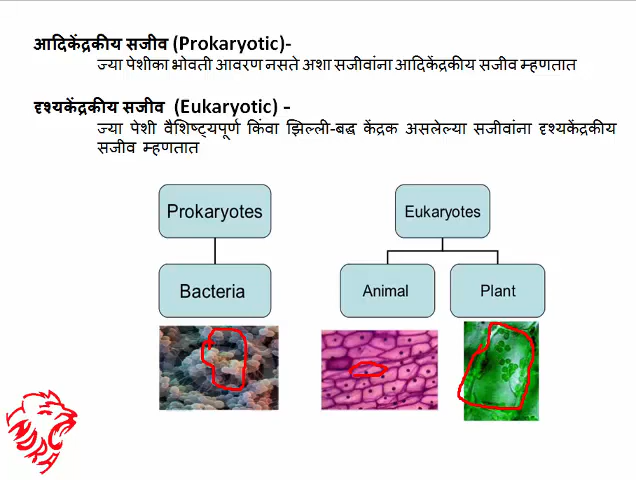 आदिकेंद्रकीय सजीव (Prokaryotic)-
ज्या पेशीका भोवती आवरण नसते अशा सजीवांना आदिकेंद्रकीय सजीव म्हणतात
दृश्यकेंद्रकीय सजीव (Eukaryotic) –
ज्या पेशी वैशिष्ट्यपूर्ण किंवा झिल्ली-बद्ध केंद्रक असलेल्या सजीवांना दृश्यकेंद्रकीय
सजीव म्हणतात
Prokaryotes
Eukaryotes
Bacteria
Animal
Plant